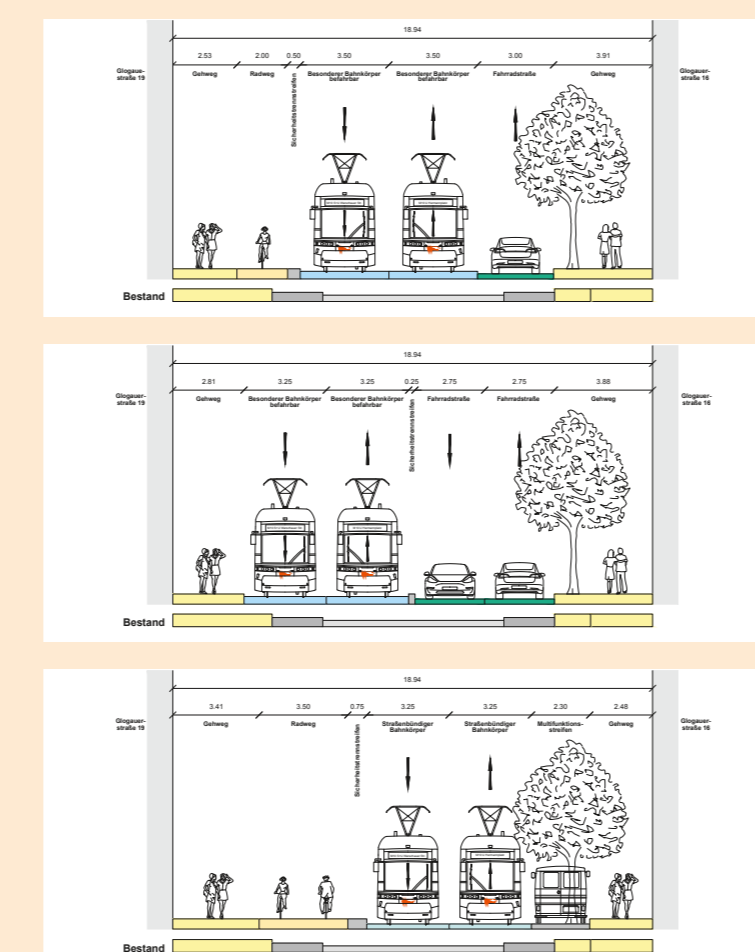 18.94
2.53 2.00 0.50 3.50 3.50 3.00 3.91
Glogaue-
straße 19
Gehweg Radweg Sicherheitstrennstreifen Besonderer Bahnkörper Besonderer Bahnkörper Fahrradstraße Gehweg
befahrbar befahrbar
Glogauer-
straße 16
Bestand
18.94
2.81 3.25 3.25 0.25 2.75 2.75 3.88
Glogauer-
straße 19
Gehweg Besonderer Bahnkörper Besonderer Bahnkörper Sicherheitstrennstreifen Fahrradstraße Fahrradstraße Gehweg
befahrbar befahrbar
Glogauer-
straße 16
Bestand
18.94
3.41 3.50 0.75 3.25 3.25 2.30 2.48
Glogauer-
straße 19
Gehweg Radweg Sicherheitstrennstreifen Straßenbündiger Straßenbündiger Multifunktions- Gehweg
Bahnkörper Bahnkörper streifen
Glogauer-
straße 16
Bestand